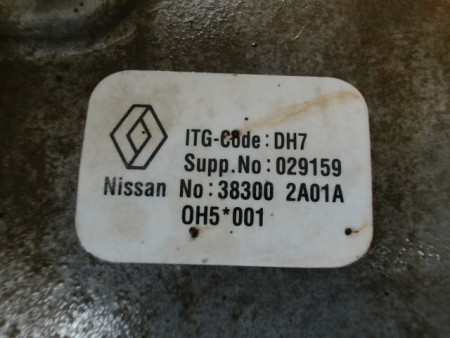 ITG-Code: DH7
Supp.No: 029159
Nissan No: 38300 2A01A
OH5*001